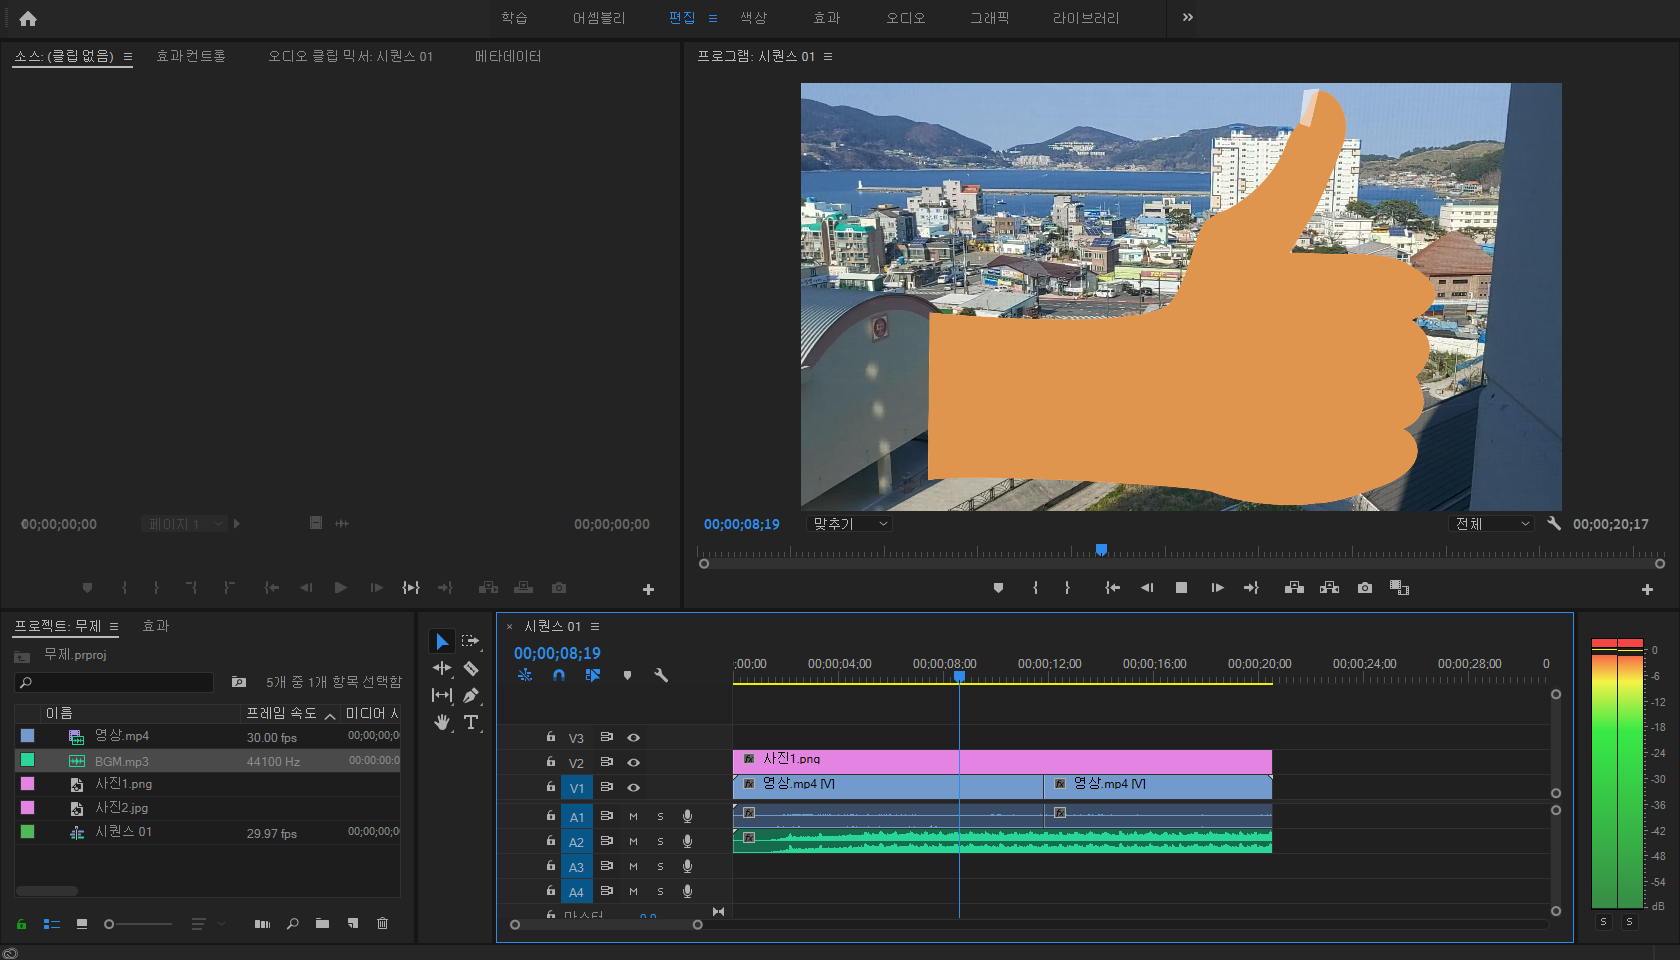 학습 어셈블리 편집 색상 효과 오디오 그래픽 라이브러리
소스: (클립 없음) 효과 컨트롤 오디오 클립 믹서: 시퀀스 01 메타데이터
프로그램: 시퀀스 01
00;00;00;00 페이지 1 00;00;00;00
00;00;08;19 맞추기 전체 00;00;20;17
프로젝트: 무제 효과
무제.prproj
5개 중 1개 항목 선택함
이름 프레임 속도 미디어 시
영상.mp4 30.00 fps 00;00;00;0
BGM.mp3 44100 Hz 00:00:00:0
사진1.png
사진2.jpg
시퀀스 01 29.97 fps 00;00;00;0
시퀀스 01
00;00;08;19
;00;00 00;00;04;00 00;00;08;00 00;00;12;00 00;00;16;00 00;00;20;00 00;00;24;00 00;00;28;00 0
V3
V2 사진1.png
V1 영상.mp4 [V] 영상.mp4 [V]
A1 M S
A2 M S
A3 M S
A4 M S
마스터 0.0
0
-6
-12
-18
-24
-30
-36
-42
-48
-54
dB
S S